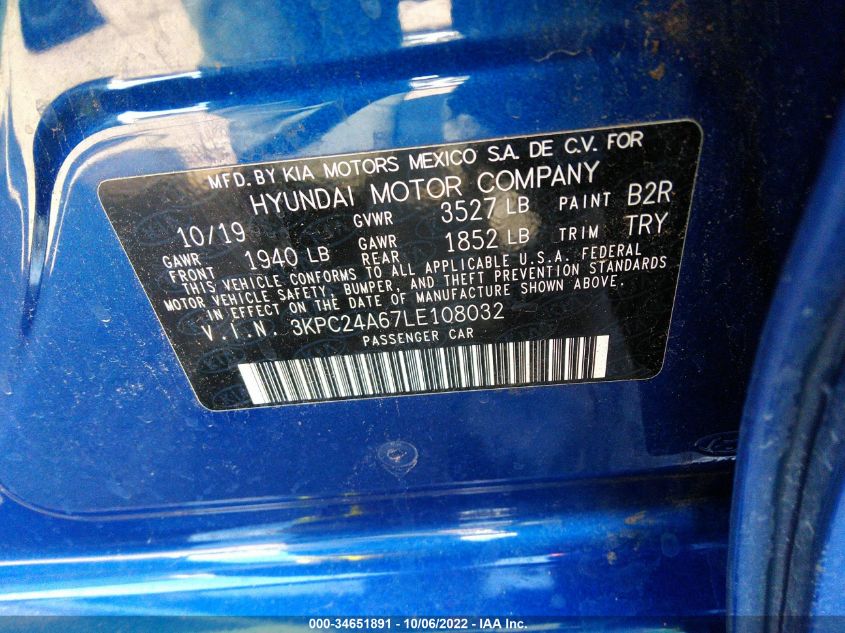 MFD. BY KIA MOTORS MEXICO S.A. DE C.V. FOR
HYUNDAI MOTOR COMPANY
10/19 GVWR 3527 LB PAINT B2R
GAWR FRONT 1940 LB GAWR REAR 1852 LB TRIM TRY
THIS VEHICLE CONFORMS TO ALL APPLICABLE U.S.A. FEDERAL
MOTOR VEHICLE SAFETY, BUMPER, AND THEFT PREVENTION STANDARDS
IN EFFECT ON THE DATE OF MANUFACTURE SHOWN ABOVE.
V.I.N. 3KPC24A67LE108032
PASSENGER CAR
000-34651891 - 10/06/2022 - IAA Inc.